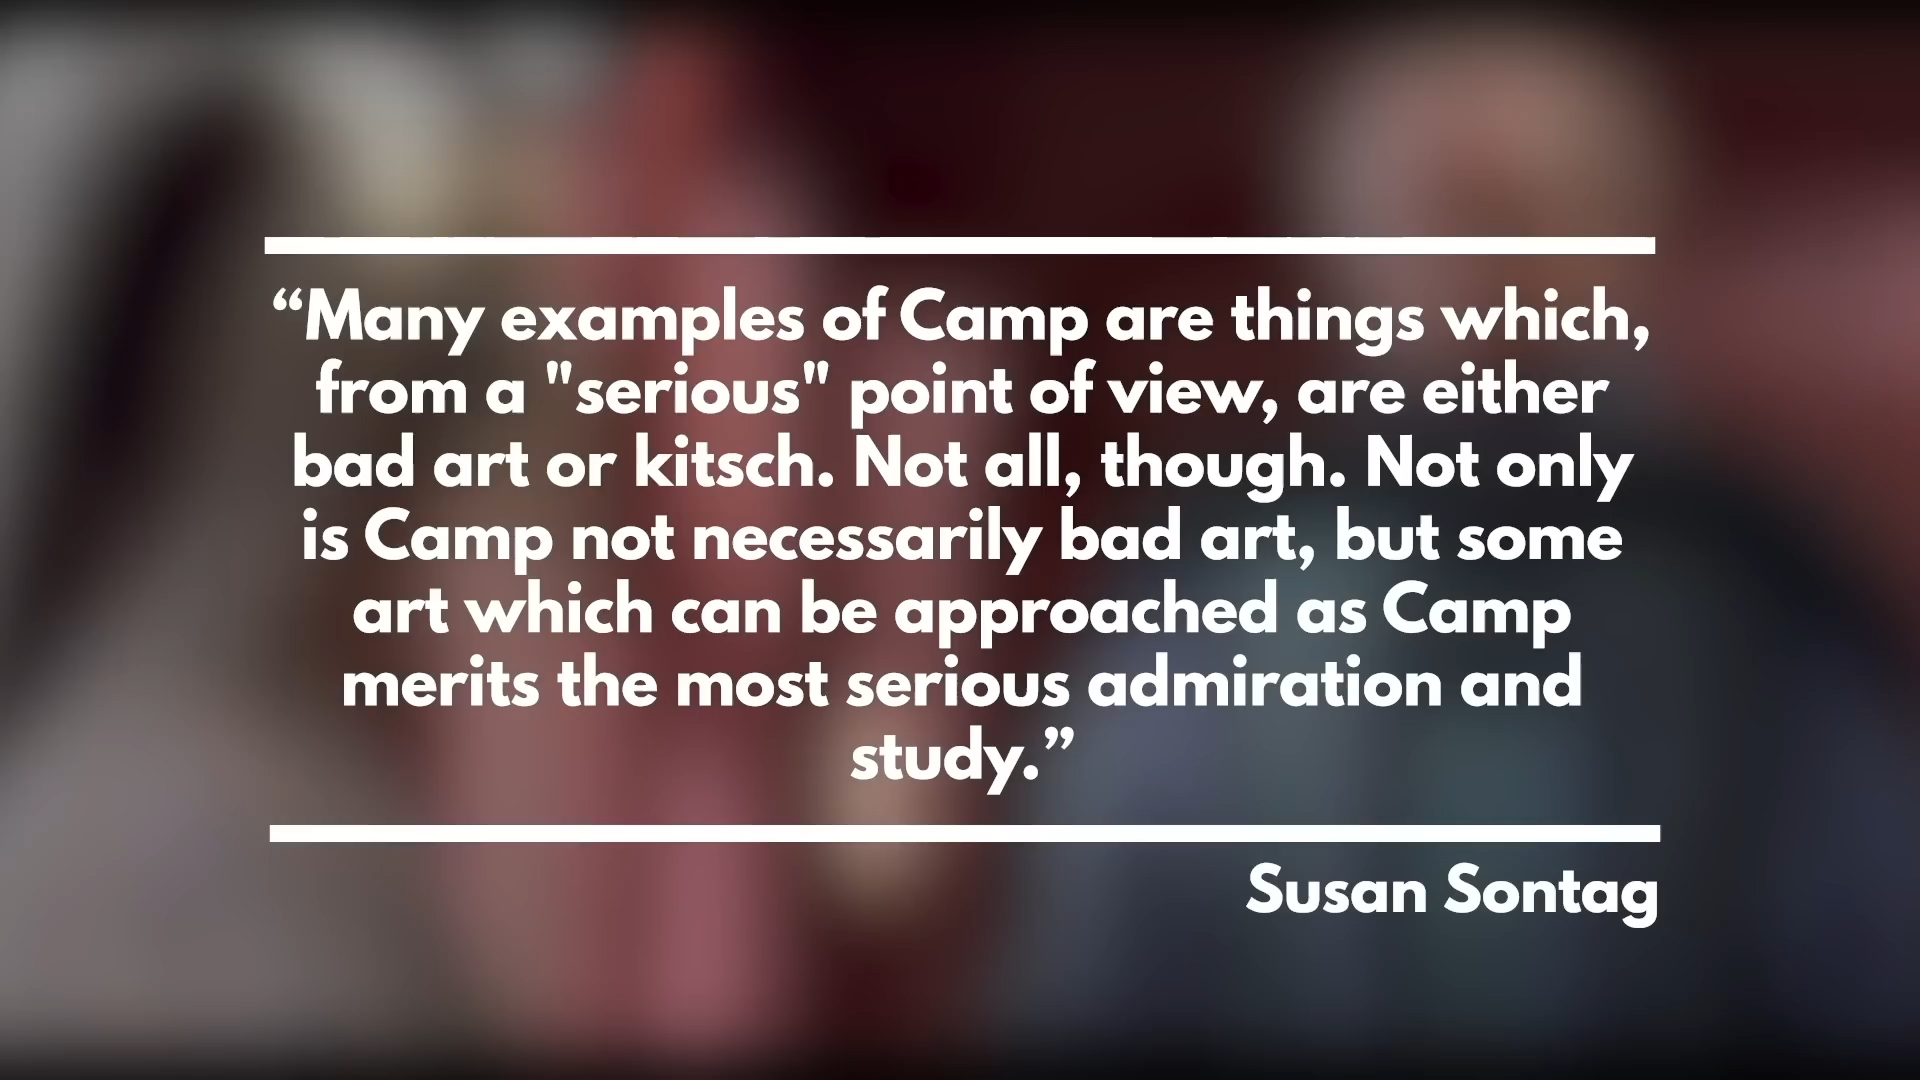 “Many examples of Camp are things which,
from a "serious" point of view, are either
bad art or kitsch. Not all, though. Not only
is Camp not necessarily bad art, but some
art which can be approached as Camp
merits the most serious admiration and
study.”
Susan Sontag